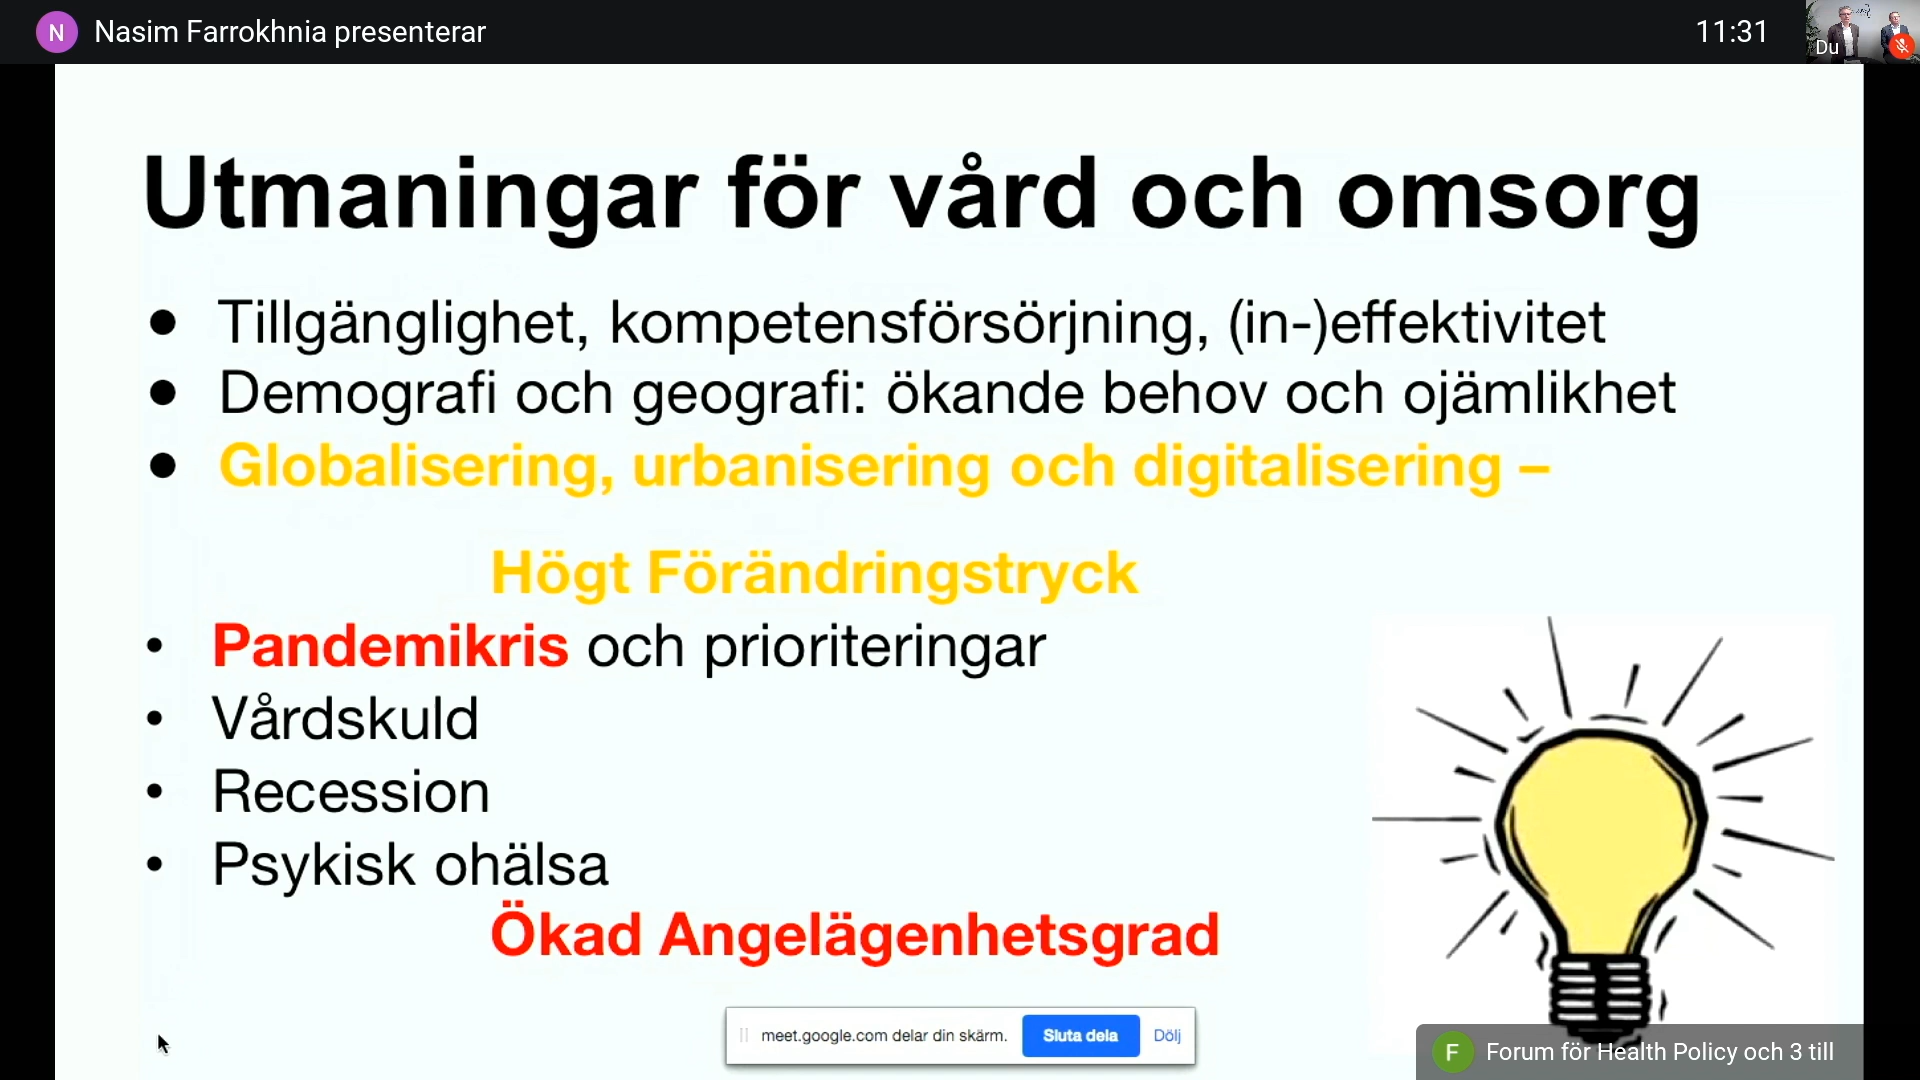 N Nasim Farrokhnia presenterar
11:31
Du
Utmaningar för vård och omsorg
● Tillgänglighet, kompetensförsörjning, (in-)effektivitet
● Demografi och geografi: ökande behov och ojämlikhet
● Globalisering, urbanisering och digitalisering –
Högt Förändringstryck
• Pandemikris och prioriteringar
• Vårdskuld
• Recession
• Psykisk ohälsa
Ökad Angelägenhetsgrad
meet.google.com delar din skärm. Sluta dela Dölj
F Forum för Health Policy och 3 till